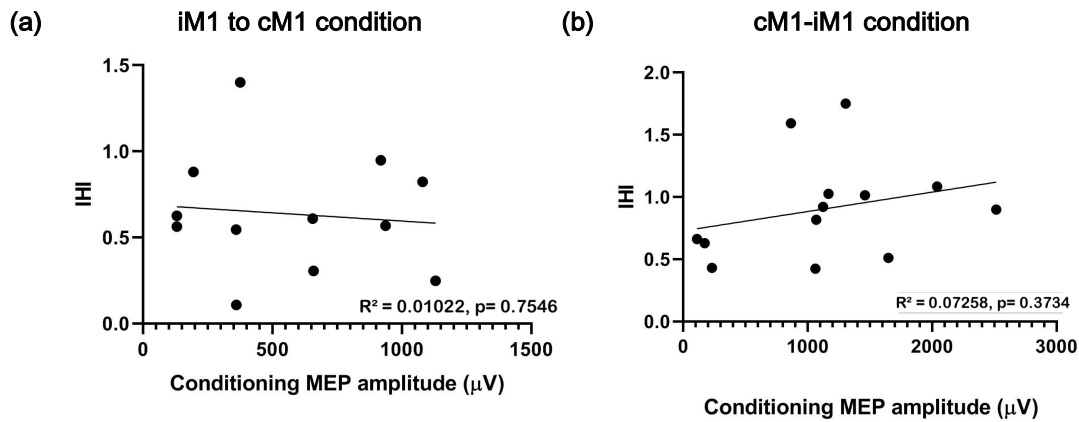 (a) iM1 to cM1 condition
1.5
1.0
0.5
0.0
IHI
R² = 0.01022, p= 0.7546
0 500 1000 1500
Conditioning MEP amplitude (μV)
(b) cM1-iM1 condition
2.0
1.5
1.0
0.5
0.0
IHI
R² = 0.07258, p= 0.3734
0 1000 2000 3000
Conditioning MEP amplitude (μV)